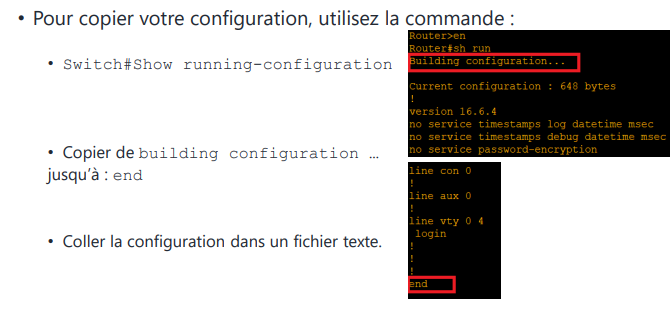 • Pour copier votre configuration, utilisez la commande :
• Switch#Show running-configuration
• Copier de building configuration …
jusqu'à : end
• Coller la configuration dans un fichier texte.
Router>en
Router#sh run
Building configuration...
Current configuration : 648 bytes
!
version 16.6.4
no service timestamps log datetime msec
no service timestamps debug datetime msec
no service password-encryption
line con 0
!
line aux 0
!
line vty 0 4
login
!
!
!
end